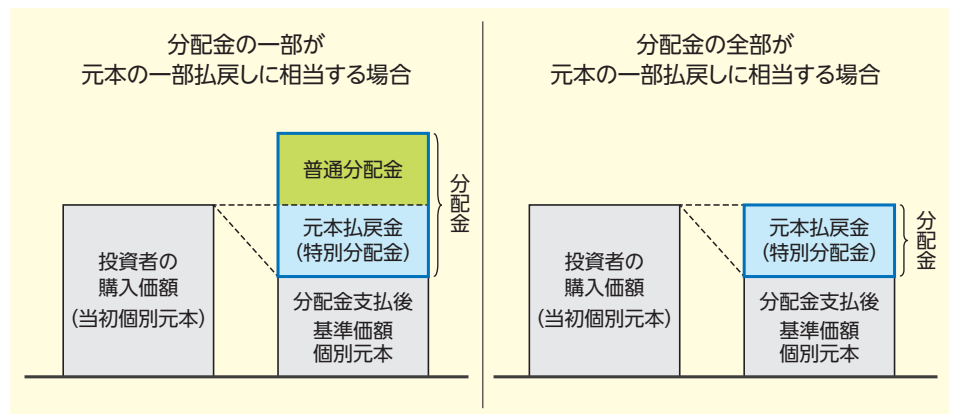 分配金の一部が
元本の一部払戻しに相当する場合
普通分配金
元本払戻金
(特別分配金)
分配金
投資者の
購入価額
(当初個別元本)
分配金支払後
基準価額
個別元本
分配金の全部が
元本の一部払戻しに相当する場合
元本払戻金
(特別分配金)
分配金
投資者の
購入価額
(当初個別元本)
分配金支払後
基準価額
個別元本